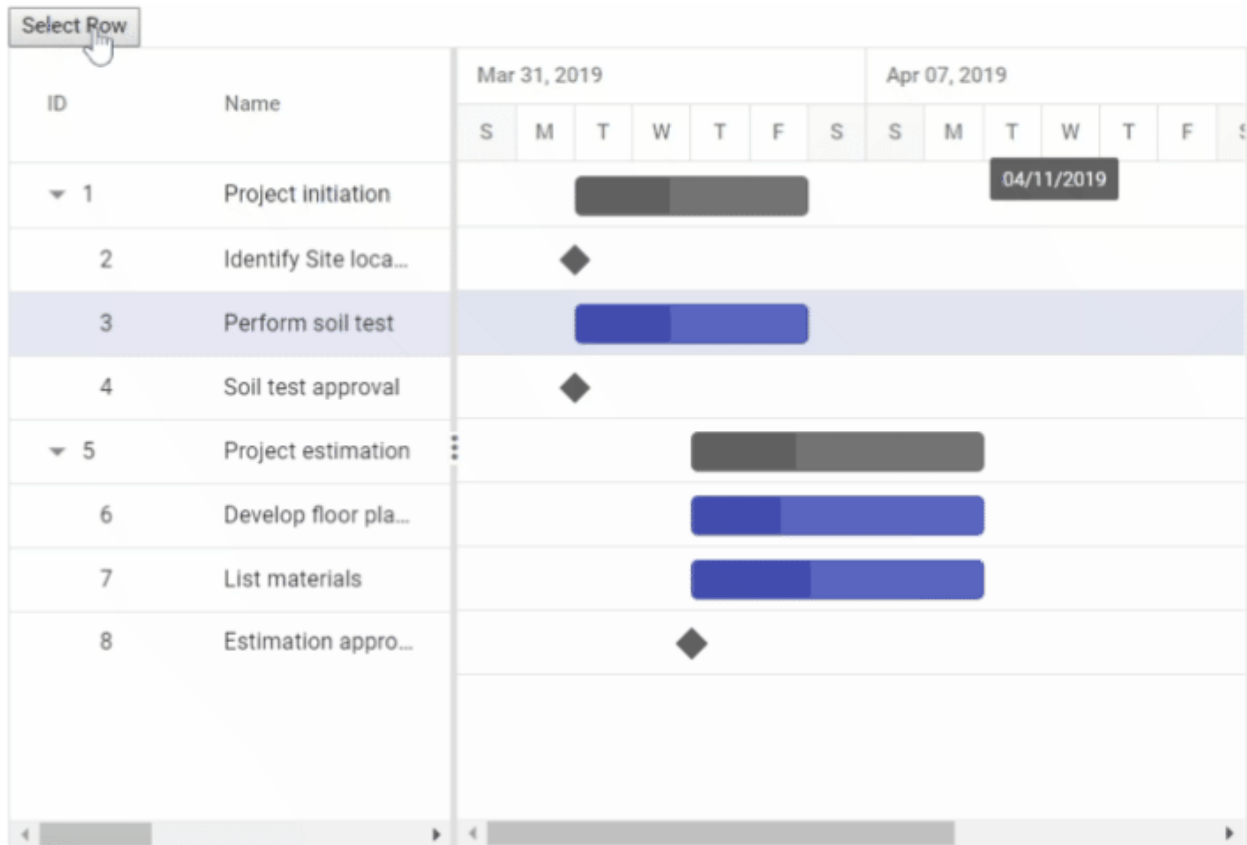 Select Row
Mar 31, 2019 Apr 07, 2019
ID Name
S M T W T F S S M T W T F S
04/11/2019
1 Project initiation
2 Identify Site loca...
3 Perform soil test
4 Soil test approval
5 Project estimation
6 Develop floor pla...
7 List materials
8 Estimation appro...